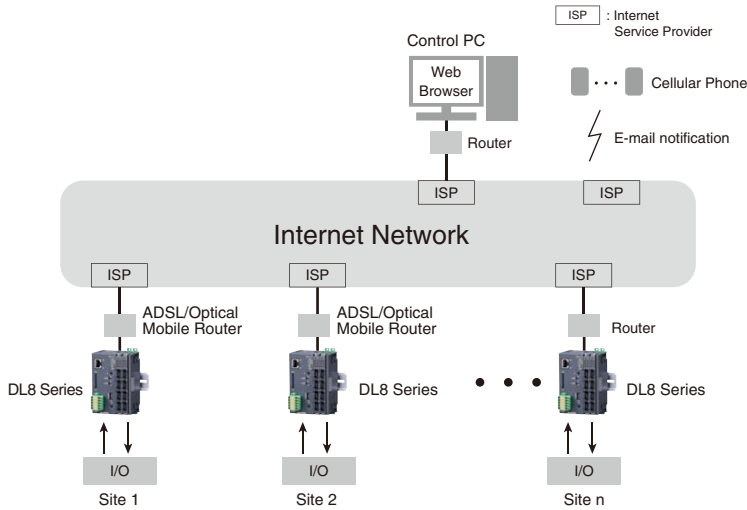 ISP : Internet
Service Provider
Control PC
Web
Browser
Cellular Phone
Router
E-mail notification
ISP
ISP
Internet Network
ISP
ISP
ISP
ADSL/Optical
Mobile Router
ADSL/Optical
Mobile Router
Router
DL8 Series
DL8 Series
DL8 Series
I/O
I/O
I/O
Site 1
Site 2
Site n